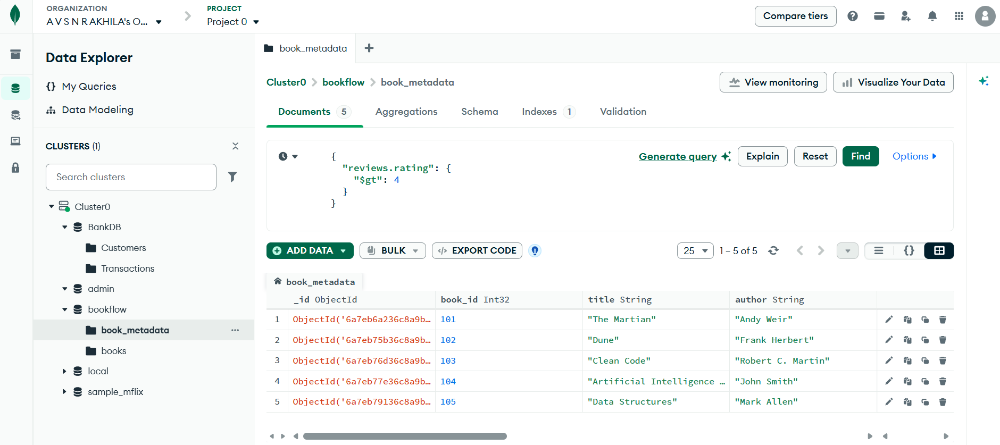 ORGANIZATION
A V S N R AKHILA's O...
PROJECT
Project 0
Compare tiers
Data Explorer
My Queries
Data Modeling
CLUSTERS (1)
Search clusters
Cluster0
BankDB
Customers
Transactions
admin
bookflow
book_metadata
books
local
sample_mflix
book_metadata
Cluster0 > bookflow > book_metadata
View monitoring
Visualize Your Data
Documents 5 Aggregations Schema Indexes 1 Validation
{
"reviews.rating": {
"$gt": 4
}
}
Generate query Explain Reset Find Options
ADD DATA BULK EXPORT CODE
25 1 – 5 of 5
book_metadata
_id ObjectId book_id Int32 title String author String
1 ObjectId('6a7eb6a236c8a9b… 101 "The Martian" "Andy Weir"
2 ObjectId('6a7eb75b36c8a9b… 102 "Dune" "Frank Herbert"
3 ObjectId('6a7eb76d36c8a9b… 103 "Clean Code" "Robert C. Martin"
4 ObjectId('6a7eb77e36c8a9b… 104 "Artificial Intelligence … "John Smith"
5 ObjectId('6a7eb79136c8a9b… 105 "Data Structures" "Mark Allen"